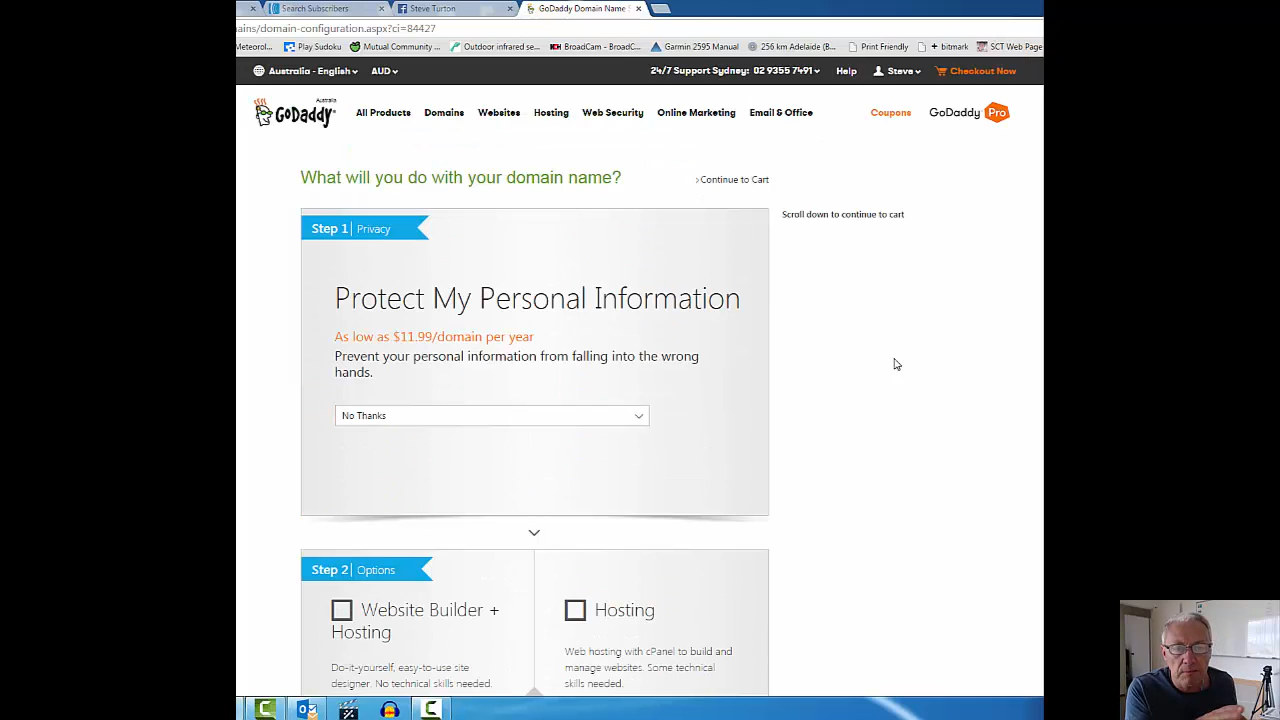 Search Subscribers
Steve Turton
GoDaddy Domain Name S
ains/domain-configuration.aspx?ci=84427
Meteorol...
Play Sudoku
Mutual Community ...
Outdoor infrared se...
BroadCam - BroadC...
Garmin 2595 Manual
256 km Adelaide (B...
Print Friendly
+ bitmark
SCT Web Page
Australia - English
AUD
24/7 Support Sydney: 02 9355 7491
Help
Steve
Checkout Now
Australia
GoDaddy
All Products
Domains
Websites
Hosting
Web Security
Online Marketing
Email & Office
Coupons
GoDaddy Pro
What will you do with your domain name?
›Continue to Cart
Scroll down to continue to cart
Step 1| Privacy
Protect My Personal Information
As low as $11.99/domain per year
Prevent your personal information from falling into the wrong
hands.
No Thanks
Step 2| Options
Website Builder +
Hosting
Do-it-yourself, easy-to-use site
designer. No technical skills needed.
Hosting
Web hosting with cPanel to build and
manage websites. Some technical
skills needed.